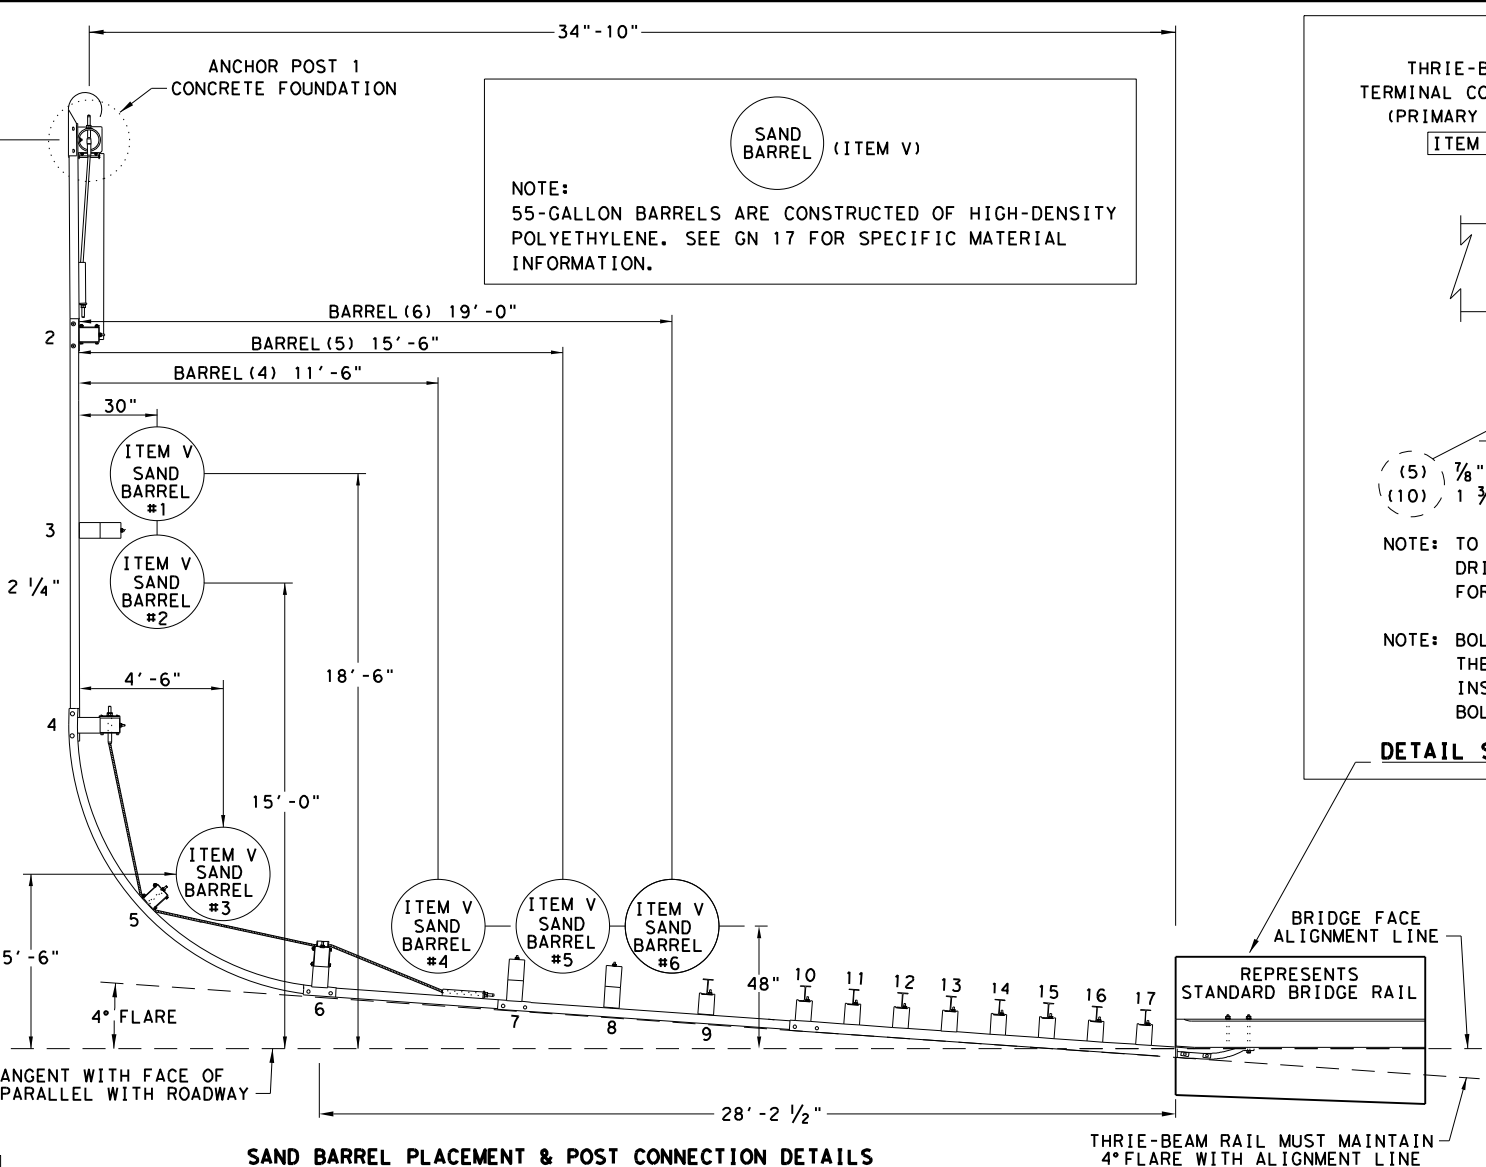 34"-10"
ANCHOR POST 1
CONCRETE FOUNDATION
SAND
BARREL
(ITEM V)
NOTE:
55-GALLON BARRELS ARE CONSTRUCTED OF HIGH-DENSITY
POLYETHYLENE. SEE GN 17 FOR SPECIFIC MATERIAL
INFORMATION.
THRIE-B
TERMINAL CO
(PRIMARY
ITEM
BARREL(6) 19'-0"
2
BARREL(5) 15'-6"
BARREL(4) 11'-6"
30"
ITEM V
SAND
BARREL
#1
3
ITEM V
SAND
BARREL
#2
2 1/4"
(5) 7/8"
(10) 1
NOTE: TO
DRI
FOR
NOTE: BOL
THE
INS
BOL
DETAIL S
18'-6"
4'-6"
4
15'-0"
ITEM V
SAND
BARREL
#3
5
ITEM V
SAND
BARREL
#4
ITEM V
SAND
BARREL
#5
ITEM V
SAND
BARREL
#6
5'-6"
48"
4° FLARE
6
7
8
9
10
11
12
13
14
15
16
17
BRIDGE FACE
ALIGNMENT LINE
REPRESENTS
STANDARD BRIDGE RAIL
ANGENT WITH FACE OF
PARALLEL WITH ROADWAY
28'-2 1/2"
THRIE-BEAM RAIL MUST MAINTAIN
4° FLARE WITH ALIGNMENT LINE
SAND BARREL PLACEMENT & POST CONNECTION DETAILS